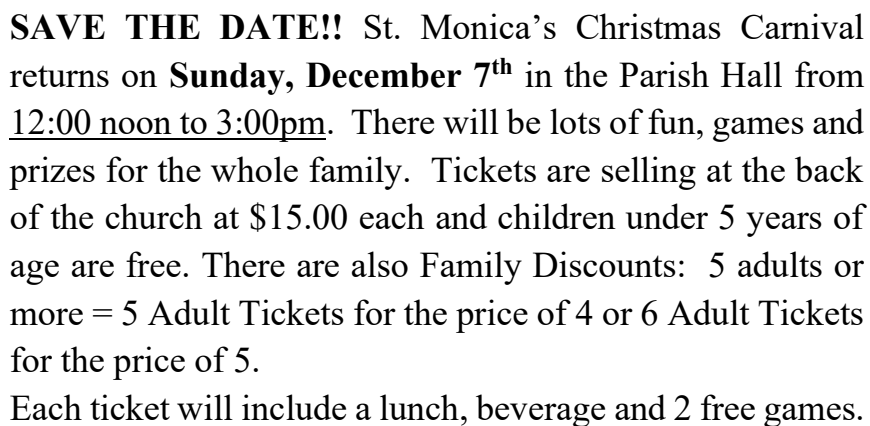 SAVE THE DATE!! St. Monica’s Christmas Carnival
returns on Sunday, December 7th in the Parish Hall from
12:00 noon to 3:00pm. There will be lots of fun, games and
prizes for the whole family. Tickets are selling at the back
of the church at $15.00 each and children under 5 years of
age are free. There are also Family Discounts: 5 adults or
more = 5 Adult Tickets for the price of 4 or 6 Adult Tickets
for the price of 5.
Each ticket will include a lunch, beverage and 2 free games.